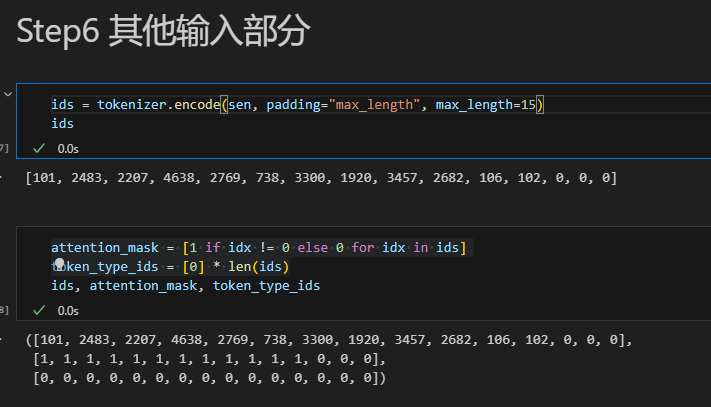 Step6 其他输入部分
ids = tokenizer.encode(sen, padding="max_length", max_length=15)
ids
7]
0.0s
[101, 2483, 2207, 4638, 2769, 738, 3300, 1920, 3457, 2682, 106, 102, 0, 0, 0]
attention_mask = [1 if idx != 0 else 0 for idx in ids]
token_type_ids = [0] * len(ids)
ids, attention_mask, token_type_ids
8]
0.0s
([101, 2483, 2207, 4638, 2769, 738, 3300, 1920, 3457, 2682, 106, 102, 0, 0, 0],
[1, 1, 1, 1, 1, 1, 1, 1, 1, 1, 1, 1, 0, 0, 0],
[0, 0, 0, 0, 0, 0, 0, 0, 0, 0, 0, 0, 0, 0, 0])